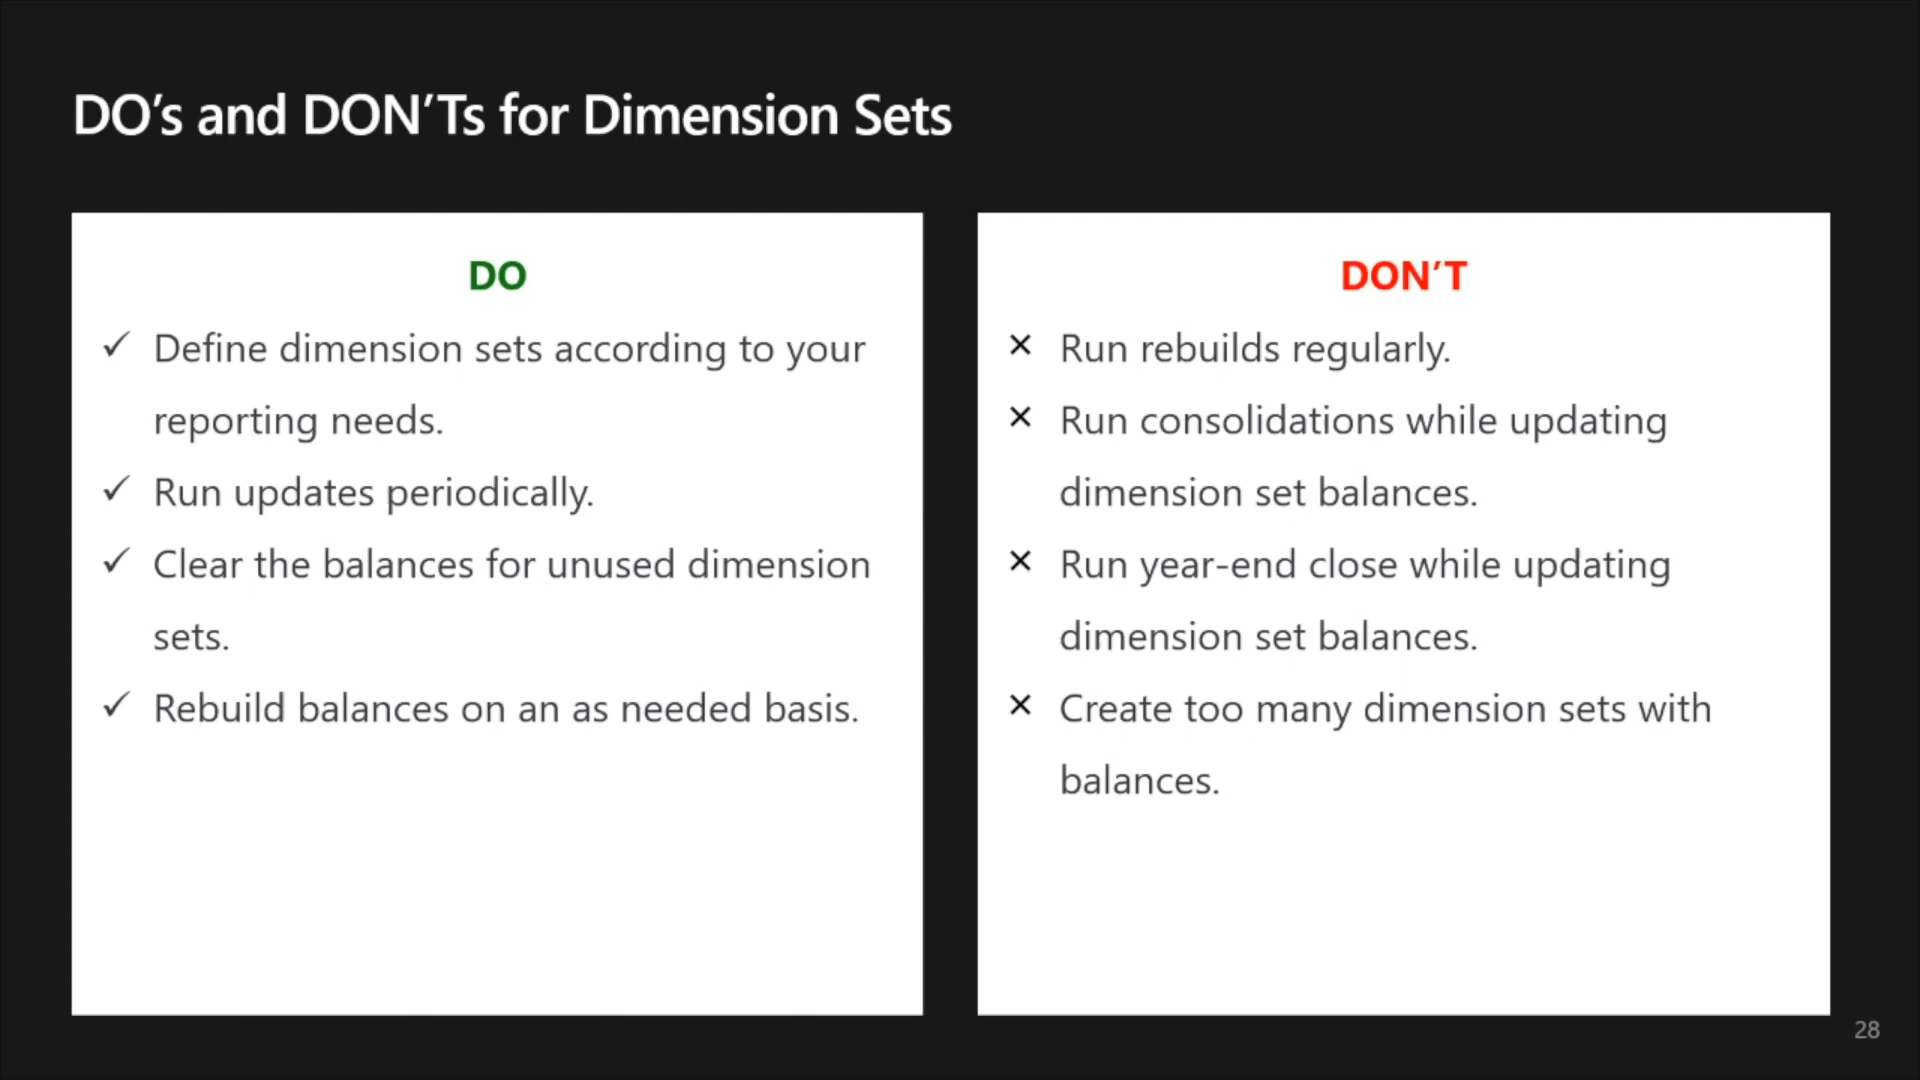 DO’s and DON’Ts for Dimension Sets
DO
✓ Define dimension sets according to your
reporting needs.
✓ Run updates periodically.
✓ Clear the balances for unused dimension
sets.
✓ Rebuild balances on an as needed basis.
DON’T
✕ Run rebuilds regularly.
✕ Run consolidations while updating
dimension set balances.
✕ Run year-end close while updating
dimension set balances.
✕ Create too many dimension sets with
balances.
28